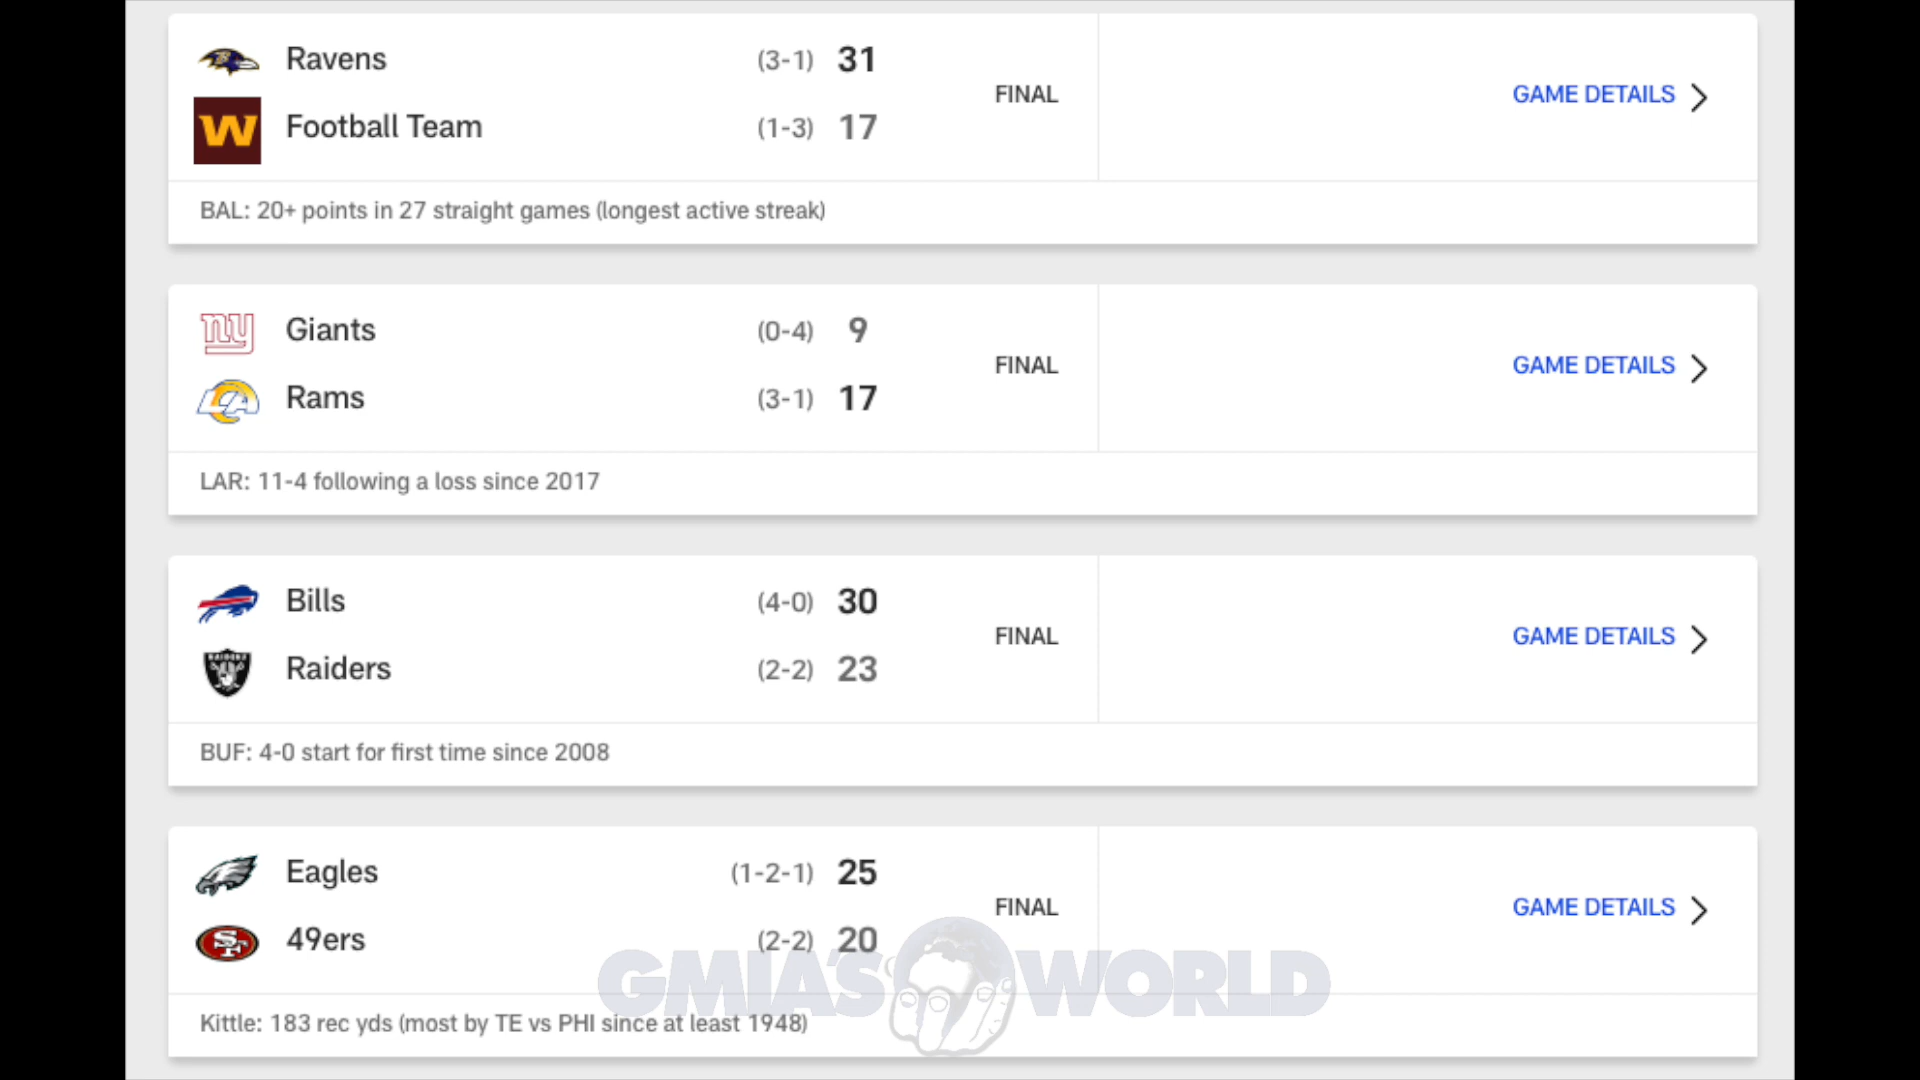 Ravens (3-1) 31
FINAL
GAME DETAILS
W Football Team (1-3) 17
BAL: 20+ points in 27 straight games (longest active streak)
ny Giants (0-4) 9
FINAL
GAME DETAILS
LA Rams (3-1) 17
LAR: 11-4 following a loss since 2017
Bills (4-0) 30
FINAL
GAME DETAILS
RAIDERS Raiders (2-2) 23
BUF: 4-0 start for first time since 2008
Eagles (1-2-1) 25
FINAL
GAME DETAILS
SF 49ers (2-2) 20
GMIA'S WORLD
Kittle: 183 rec yds (most by TE vs PHI since at least 1948)